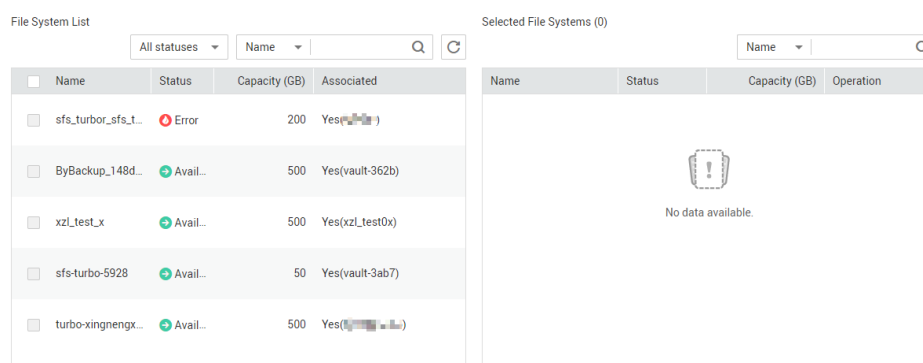 File System List
All statuses Name
Name Status Capacity (GB) Associated
sfs_turbor_sfs_t... Error 200 Yes( )
ByBackup_148d... Avail... 500 Yes(vault-362b)
xzl_test_x Avail... 500 Yes(xzl_test0x)
sfs-turbo-5928 Avail... 50 Yes(vault-3ab7)
turbo-xingnengx... Avail... 500 Yes( )
Selected File Systems (0)
Name
Name Status Capacity (GB) Operation
No data available.